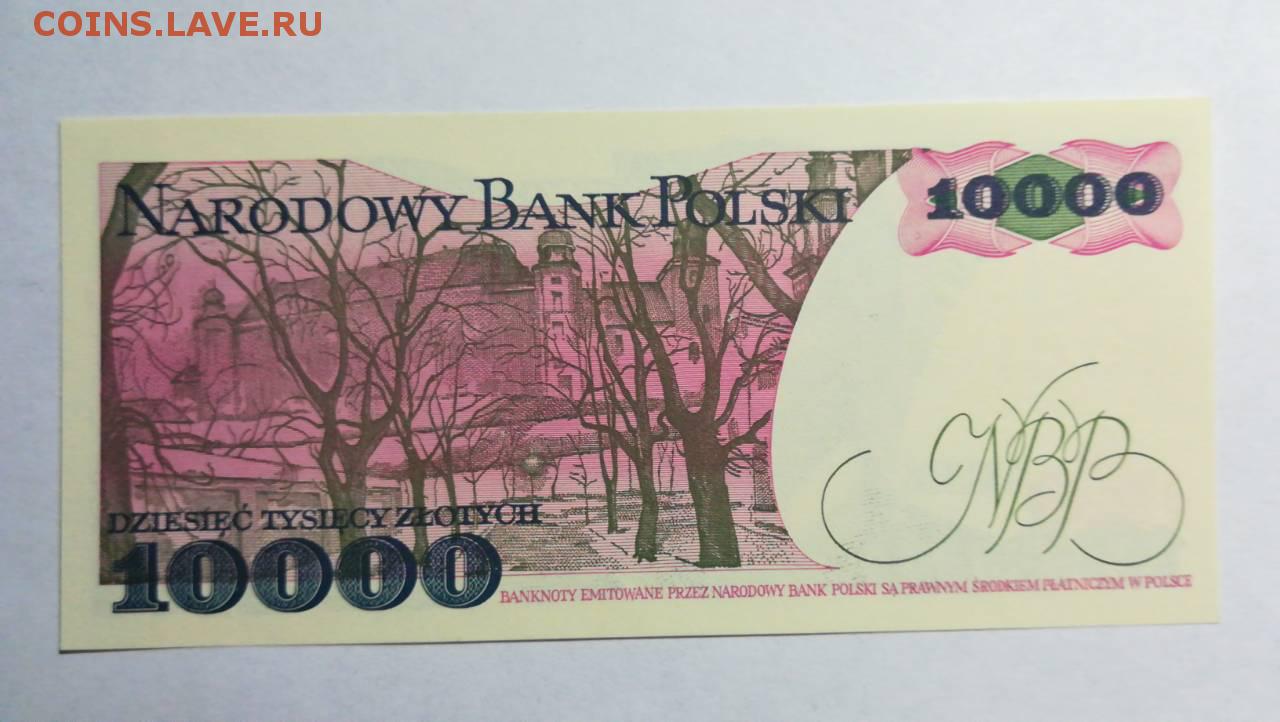 COINS.LAVE.RU
NARODOWY BANK POLSKI
10000
NBP
DZIESIĘĆ TYSIĘCY ZŁOTYCH
10000
BANKNOTY EMITOWANE PRZEZ NARODOWY BANK POLSKI SĄ PRAWNYM ŚRODKIEM PŁATNICZYM W POLSCE